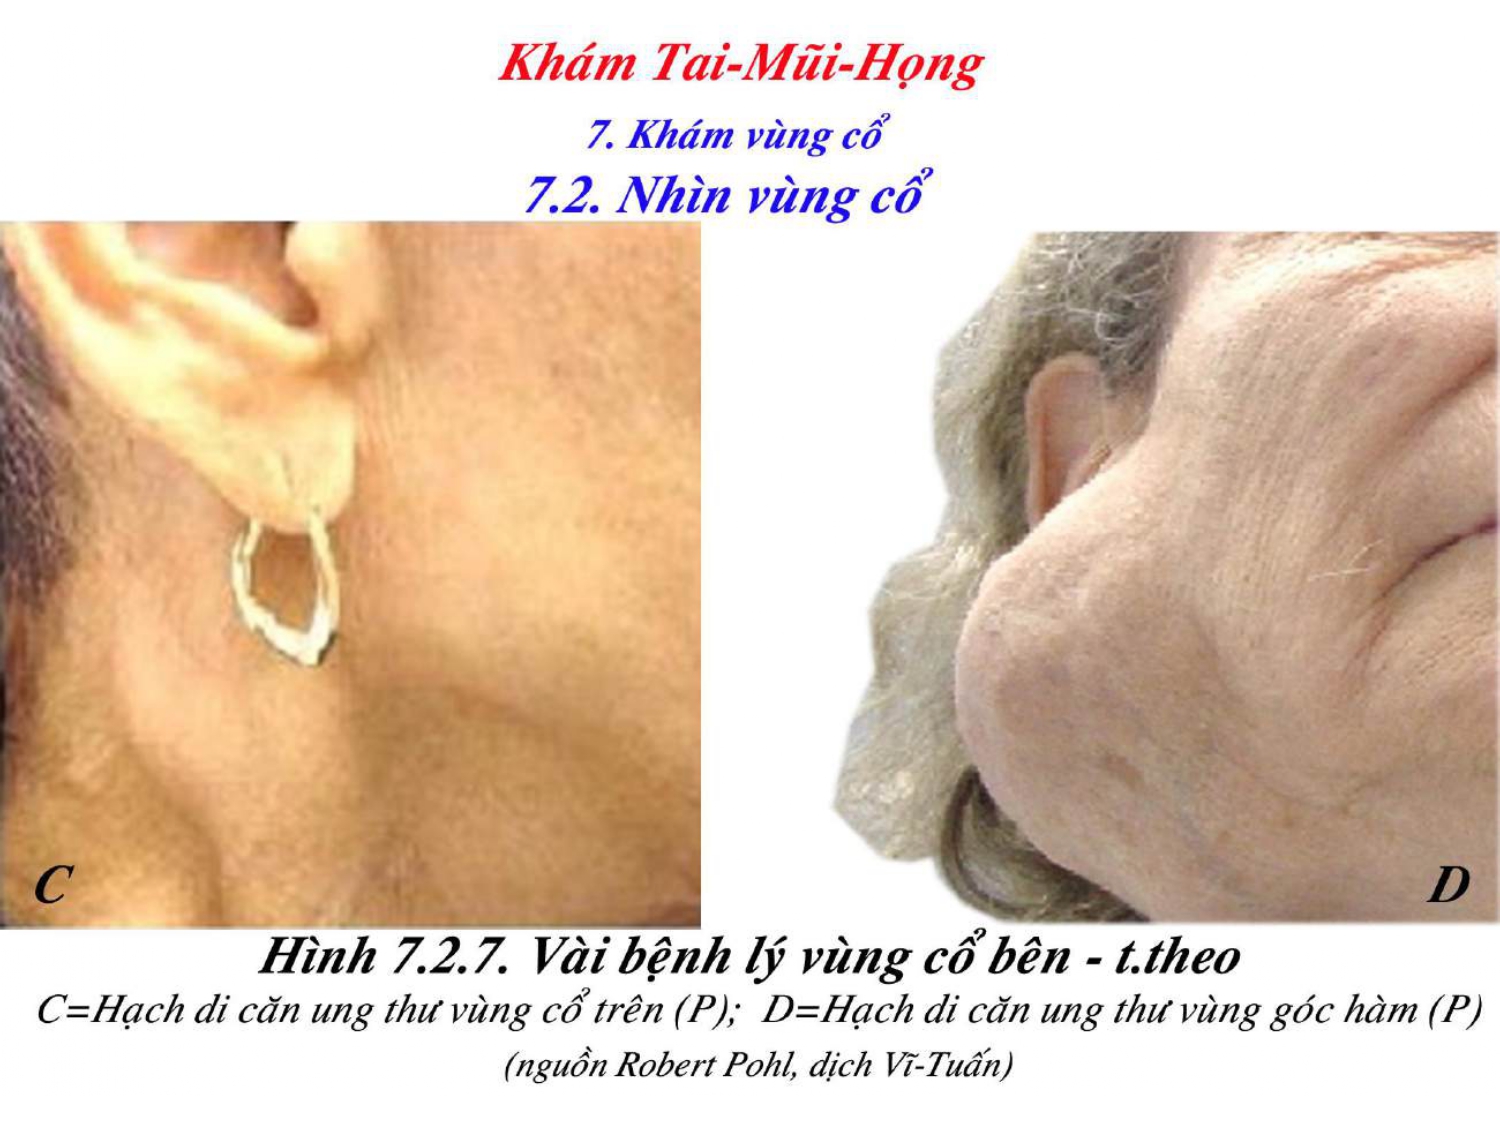 Khám Tai-Mũi-Họng
7. Khám vùng cổ
7.2. Nhìn vùng cổ
C
D
Hình 7.2.7. Vài bệnh lý vùng cổ bên - t.theo
C=Hạch di căn ung thư vùng cổ trên (P); D=Hạch di căn ung thư vùng góc hàm (P)
(nguồn Robert Pohl, dịch Vĩ-Tuấn)